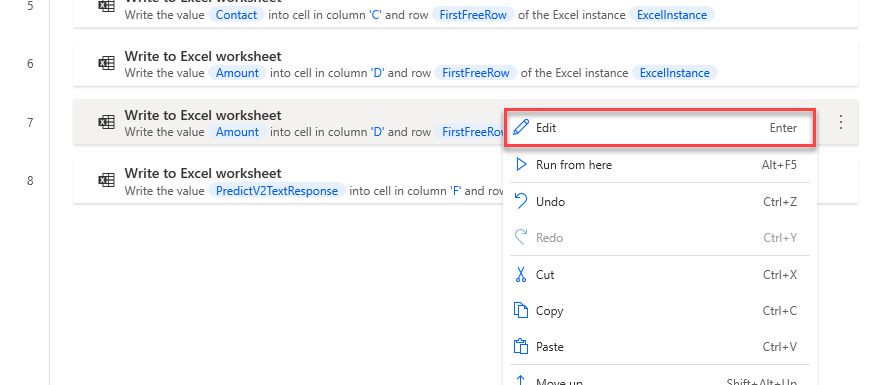 5
Write to Excel worksheet
Write the value Contact into cell in column 'C' and row FirstFreeRow of the Excel instance ExcelInstance
6
Write to Excel worksheet
Write the value Amount into cell in column 'D' and row FirstFreeRow of the Excel instance ExcelInstance
7
Write to Excel worksheet
Write the value Amount into cell in column 'D' and row FirstFreeRow
8
Write to Excel worksheet
Write the value PredictV2TextResponse into cell in column 'F' and row
Edit Enter
Run from here Alt+F5
Undo Ctrl+Z
Redo Ctrl+Y
Cut Ctrl+X
Copy Ctrl+C
Paste Ctrl+V
Move up Shift+Alt+Up